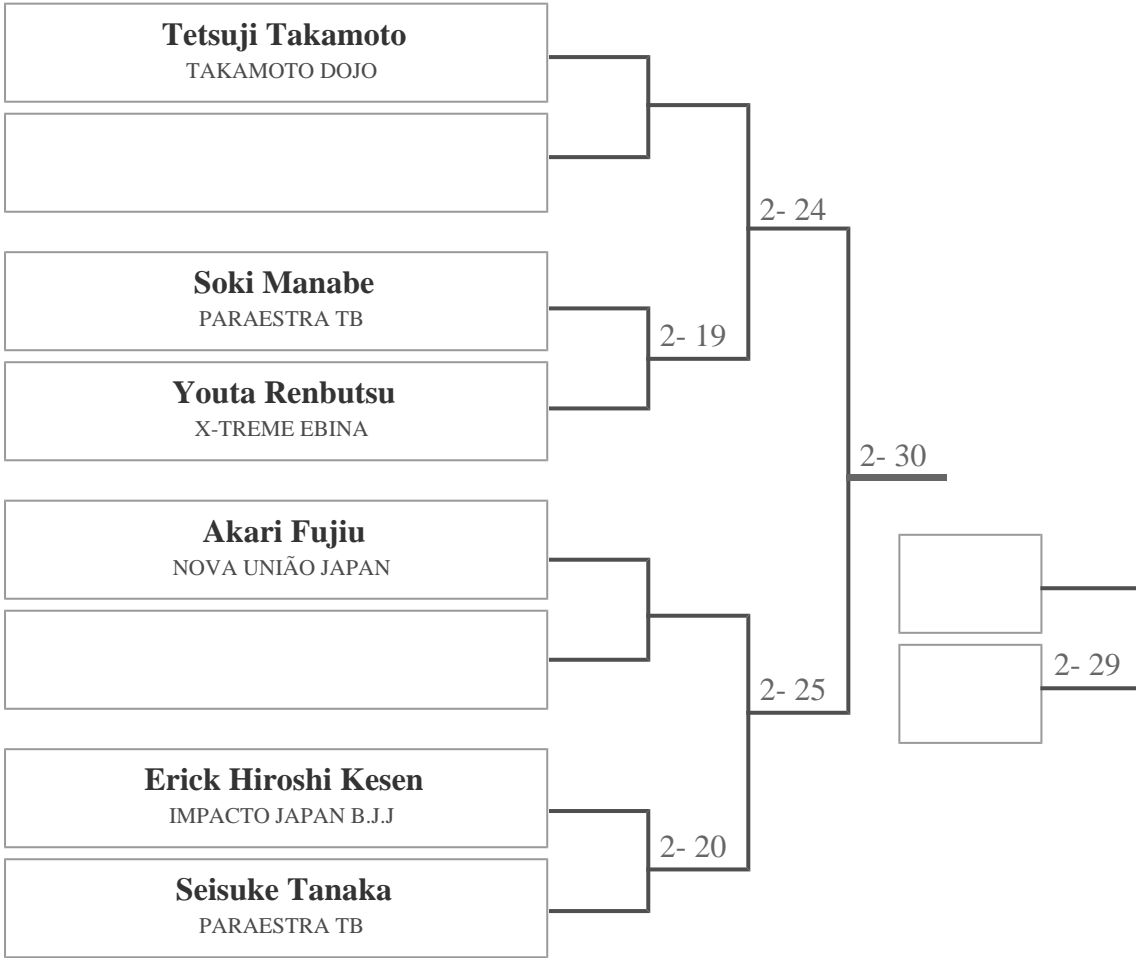 Tetsuji Takamoto
TAKAMOTO DOJO
2- 24
Soki Manabe
PARAESTRA TB
2- 19
Youta Renbutsu
X-TREME EBINA
2- 30
Akari Fujiu
NOVA UNIÃO JAPAN
2- 29
2- 25
Erick Hiroshi Kesen
IMPACTO JAPAN B.J.J
2- 20
Seisuke Tanaka
PARAESTRA TB